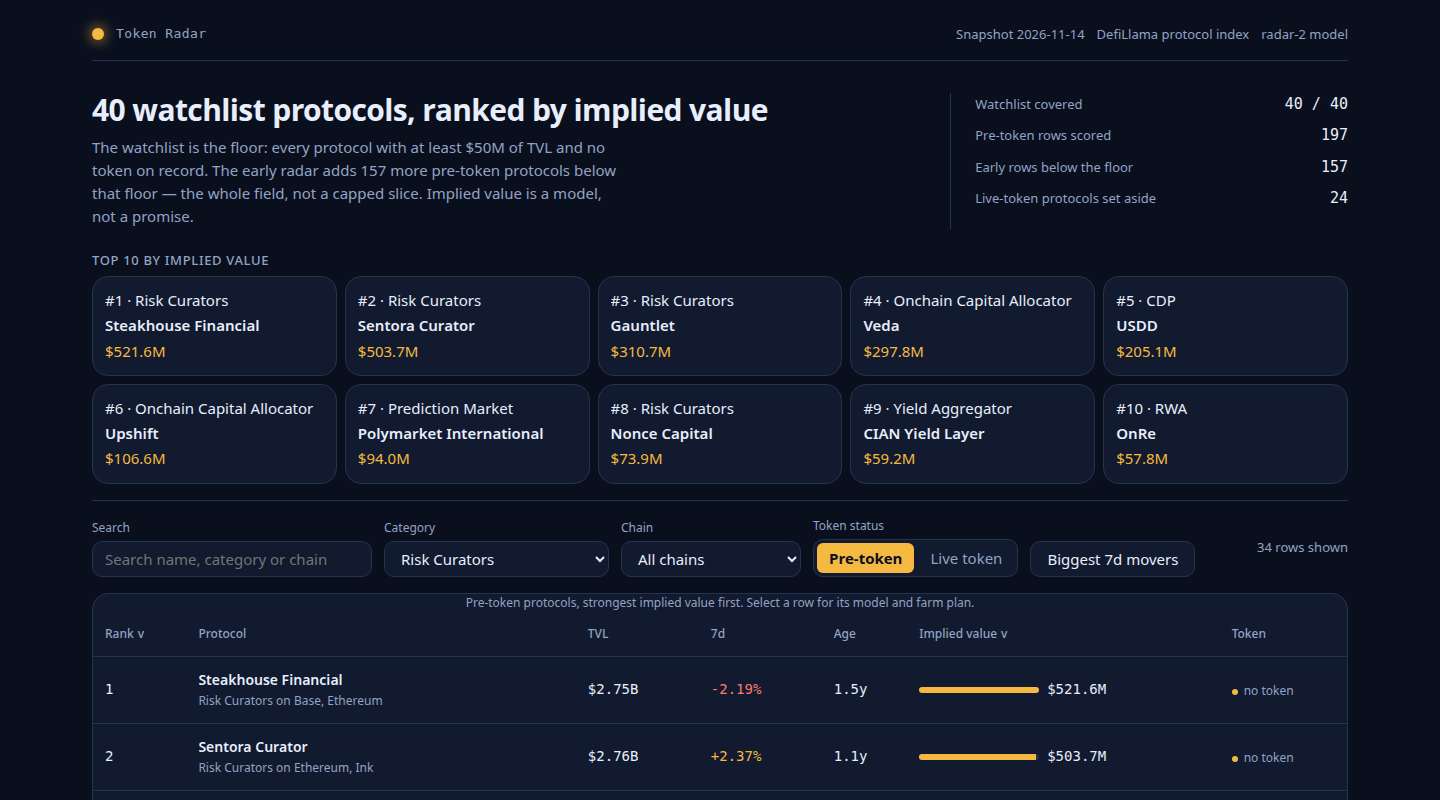 Token Radar
Snapshot 2026-11-14 DefiLlama protocol index radar-2 model
40 watchlist protocols, ranked by implied value
The watchlist is the floor: every protocol with at least $50M of TVL and no
token on record. The early radar adds 157 more pre-token protocols below
that floor — the whole field, not a capped slice. Implied value is a model,
not a promise.
Watchlist covered 40 / 40
Pre-token rows scored 197
Early rows below the floor 157
Live-token protocols set aside 24
TOP 10 BY IMPLIED VALUE
#1 · Risk Curators
Steakhouse Financial
$521.6M
#2 · Risk Curators
Sentora Curator
$503.7M
#3 · Risk Curators
Gauntlet
$310.7M
#4 · Onchain Capital Allocator
Veda
$297.8M
#5 · CDP
USDD
$205.1M
#6 · Onchain Capital Allocator
Upshift
$106.6M
#7 · Prediction Market
Polymarket International
$94.0M
#8 · Risk Curators
Nonce Capital
$73.9M
#9 · Yield Aggregator
CIAN Yield Layer
$59.2M
#10 · RWA
OnRe
$57.8M
Search
Search name, category or chain
Category
Risk Curators
Chain
All chains
Token status
Pre-token Live token
Biggest 7d movers
34 rows shown
Pre-token protocols, strongest implied value first. Select a row for its model and farm plan.
Rank v Protocol TVL 7d Age Implied value v Token
1 Steakhouse Financial $2.75B -2.19% 1.5y $521.6M no token
Risk Curators on Base, Ethereum
2 Sentora Curator $2.76B +2.37% 1.1y $503.7M no token
Risk Curators on Ethereum, Ink